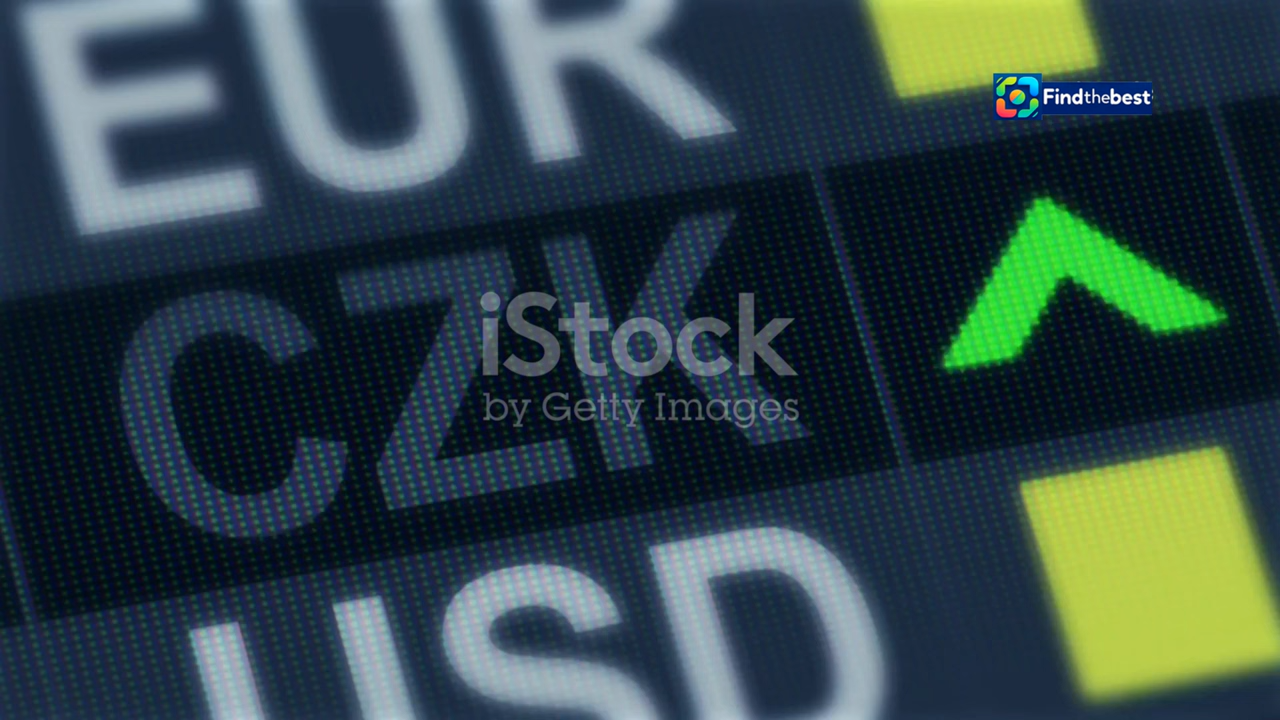 EUR
Findthebest
CZK
iStock
by Getty Images
USD